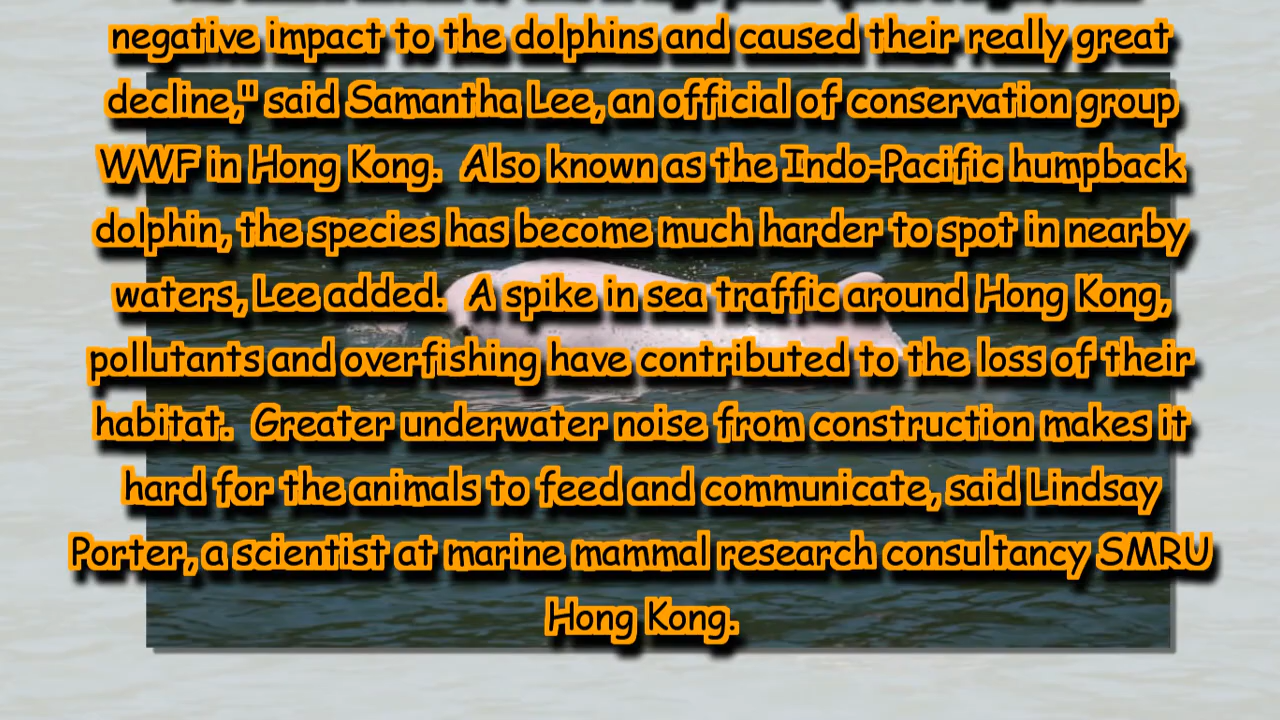 negative impact to the dolphins and caused their really great
decline," said Samantha Lee, an official of conservation group
WWF in Hong Kong.  Also known as the Indo-Pacific humpback
dolphin, the species has become much harder to spot in nearby
waters, Lee added.  A spike in sea traffic around Hong Kong,
pollutants and overfishing have contributed to the loss of their
habitat.  Greater underwater noise from construction makes it
hard for the animals to feed and communicate, said Lindsay
Porter, a scientist at marine mammal research consultancy SMRU
Hong Kong.